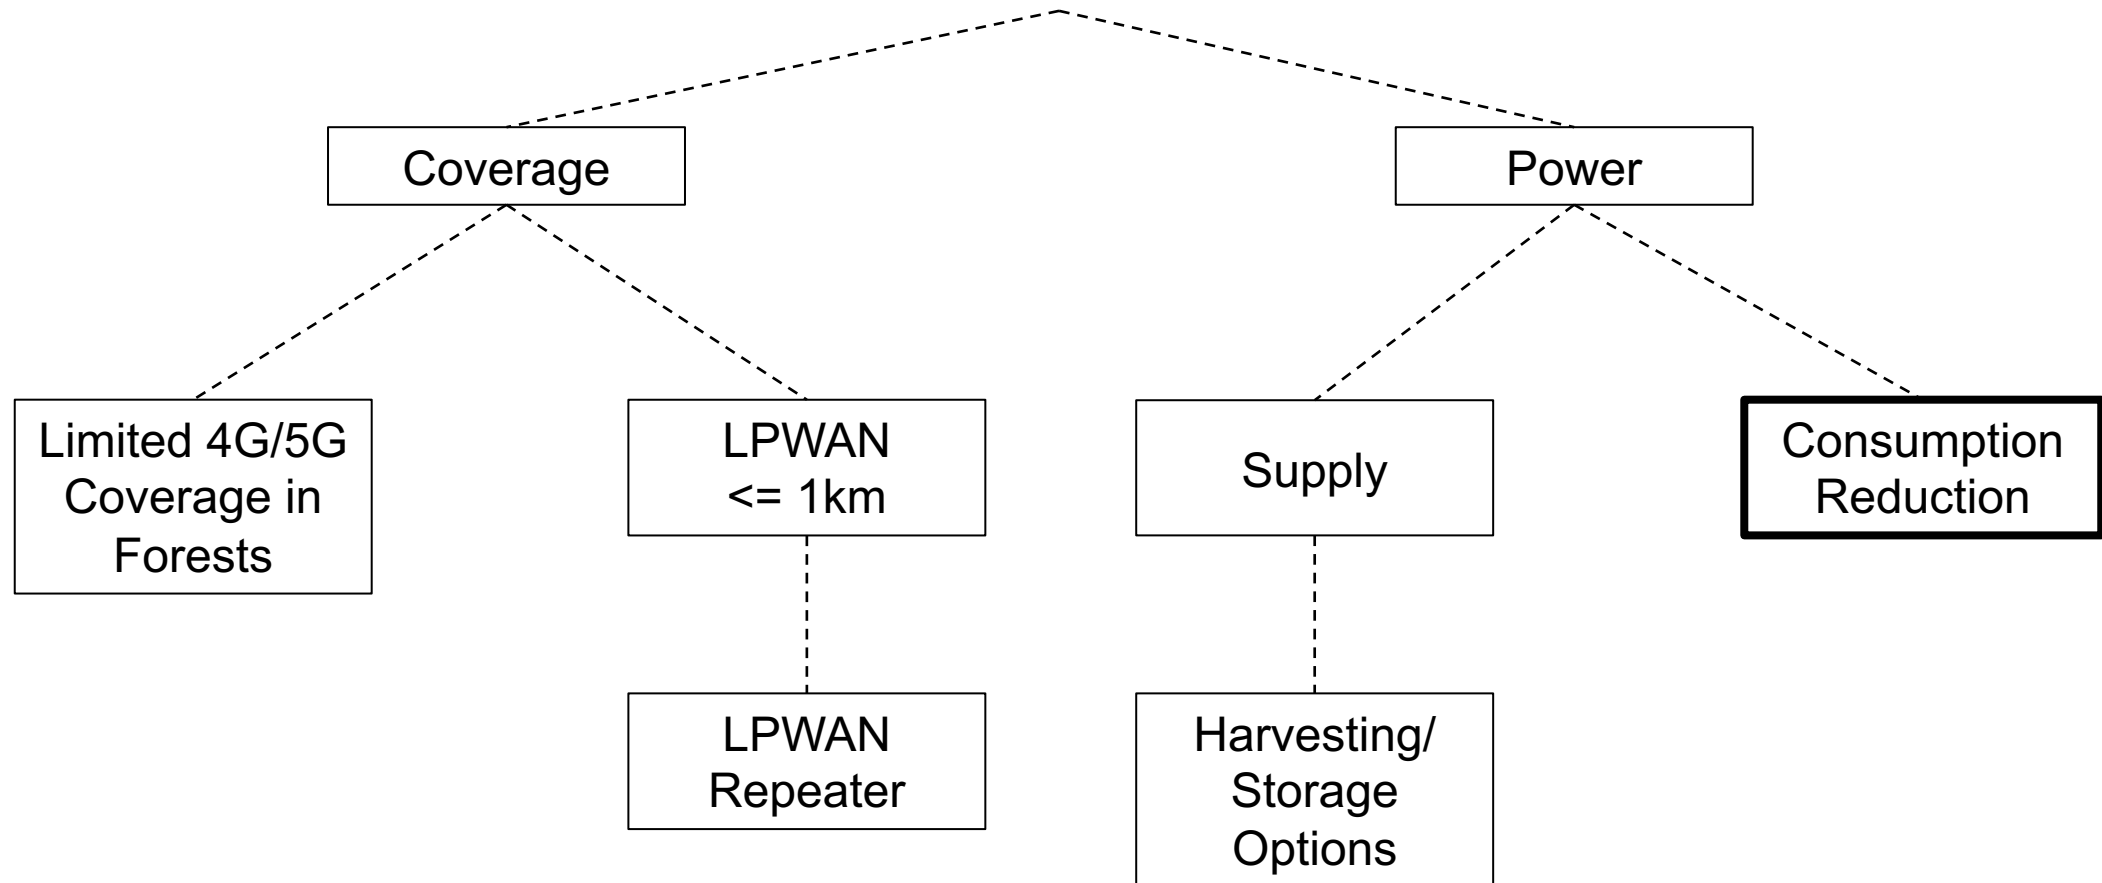 Coverage
Power
Limited 4G/5G
Coverage in
Forests
LPWAN
<= 1km
Supply
Consumption
Reduction
LPWAN
Repeater
Harvesting/
Storage
Options